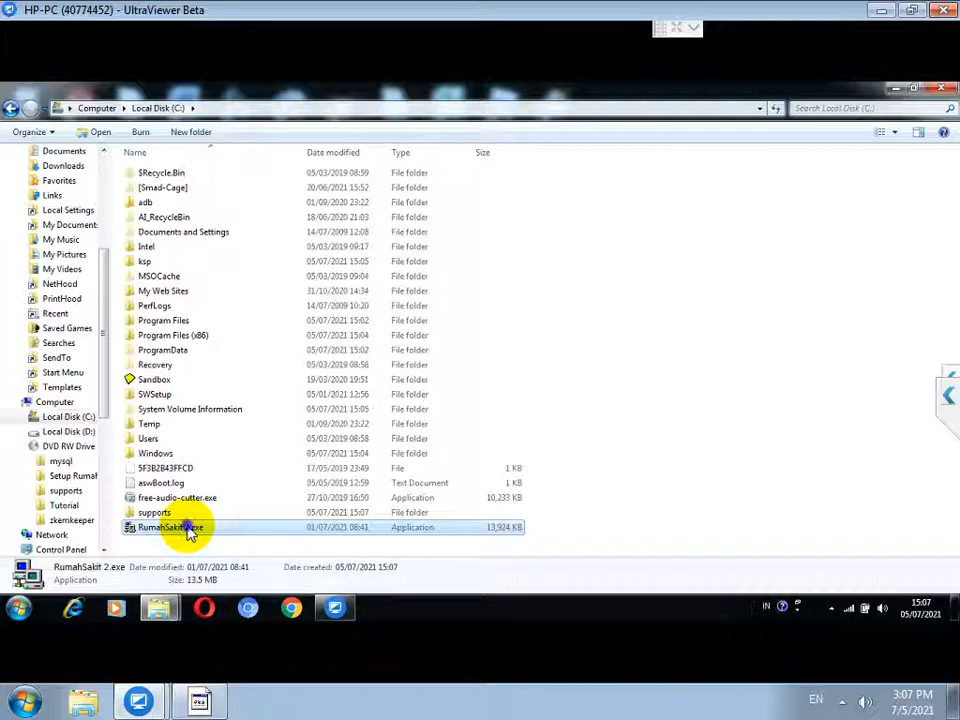 HP-PC (40774452) - UltraViewer Beta
Computer Local Disk (C:)
Search Local Disk (C:)
Organize Open Burn New folder
Name Date modified Type Size
Documents
Downloads
Favorites
Links
Local Settings
My Document
My Music
My Pictures
My Videos
NetHood
PrintHood
Recent
Saved Games
Searches
SendTo
Start Menu
Templates
Computer
Local Disk (C:)
Local Disk (D:)
DVD RW Drive
mysql
Setup Rumah
supports
Tutorial
zkemkeeper
Network
Control Panel
$Recycle.Bin 05/03/2019 08:59 File folder
[Smad-Cage] 20/06/2021 15:52 File folder
adb 01/09/2020 23:22 File folder
AI_RecycleBin 18/06/2020 21:03 File folder
Documents and Settings 14/07/2009 12:08 File folder
Intel 05/03/2019 09:17 File folder
ksp 05/07/2021 15:05 File folder
MSOCache 05/03/2019 09:04 File folder
My Web Sites 31/10/2020 14:34 File folder
PerfLogs 14/07/2009 10:20 File folder
Program Files 05/07/2021 15:02 File folder
Program Files (x86) 05/07/2021 15:04 File folder
ProgramData 05/07/2021 15:02 File folder
Recovery 05/03/2019 08:58 File folder
Sandbox 19/03/2020 19:51 File folder
SWSetup 05/01/2021 12:56 File folder
System Volume Information 05/07/2021 15:05 File folder
Temp 01/09/2020 23:22 File folder
Users 05/03/2019 08:59 File folder
Windows 05/07/2021 15:04 File folder
5F3B2B43FFCD 17/05/2019 23:49 File 1 KB
aswBoot.log 05/05/2019 12:59 Text Document 1 KB
free-audio-cutter.exe 27/10/2019 16:50 Application 10,233 KB
supports 05/07/2021 15:07 File folder
RumahSakit 2.exe 01/07/2021 08:41 Application 13,924 KB
RumahSakit 2.exe Date modified: 01/07/2021 08:41 Date created: 05/07/2021 15:07
Application Size: 13.5 MB
IN
15:07
05/07/2021
EN
3:07 PM
7/5/2021